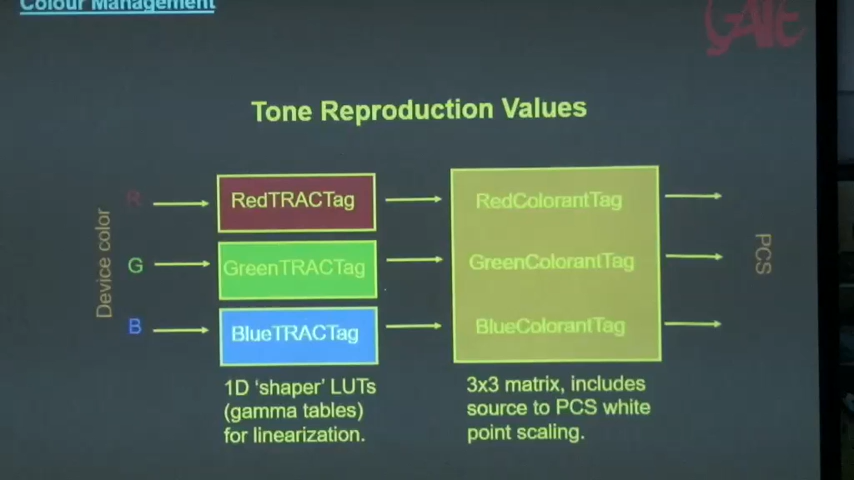 Colour Management
GATE
Tone Reproduction Values
Device color
R
G
B
RedTRACTag
GreenTRACTag
BlueTRACTag
RedColorantTag
GreenColorantTag
BlueColorantTag
PCS
1D ‘shaper’ LUTs
(gamma tables)
for linearization.
3x3 matrix, includes
source to PCS white
point scaling.